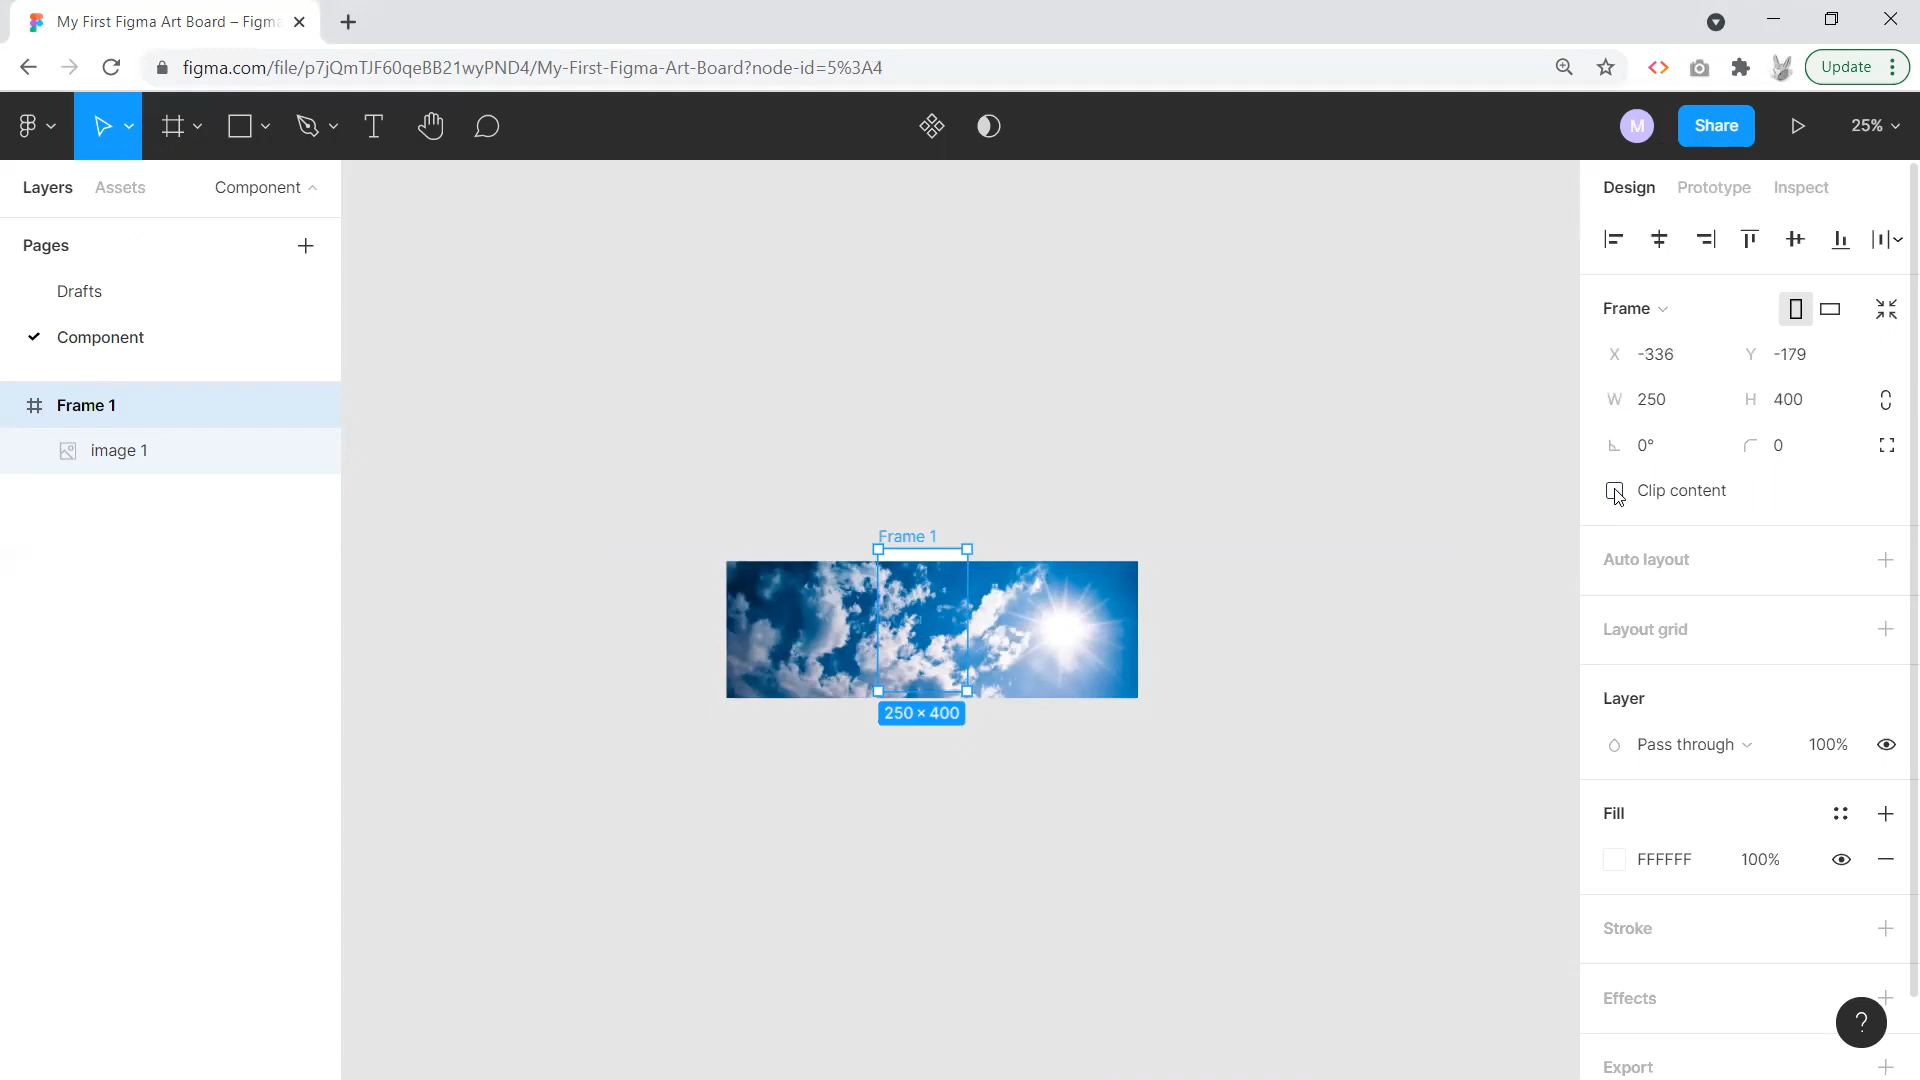 My First Figma Art Board – Figma
figma.com/file/p7jQmTJF60qeBB21wyPND4/My-First-Figma-Art-Board?node-id=5%3A4
Update
M
Share
25%
Layers Assets Component
Design Prototype Inspect
Pages
Drafts
Component
Frame 1
image 1
Frame 1
250 × 400
Frame
X -336 Y -179
W 250 H 400
0° 0
Clip content
Auto layout
Layout grid
Layer
Pass through 100%
Fill
FFFFFF 100%
Stroke
Effects
?
Export